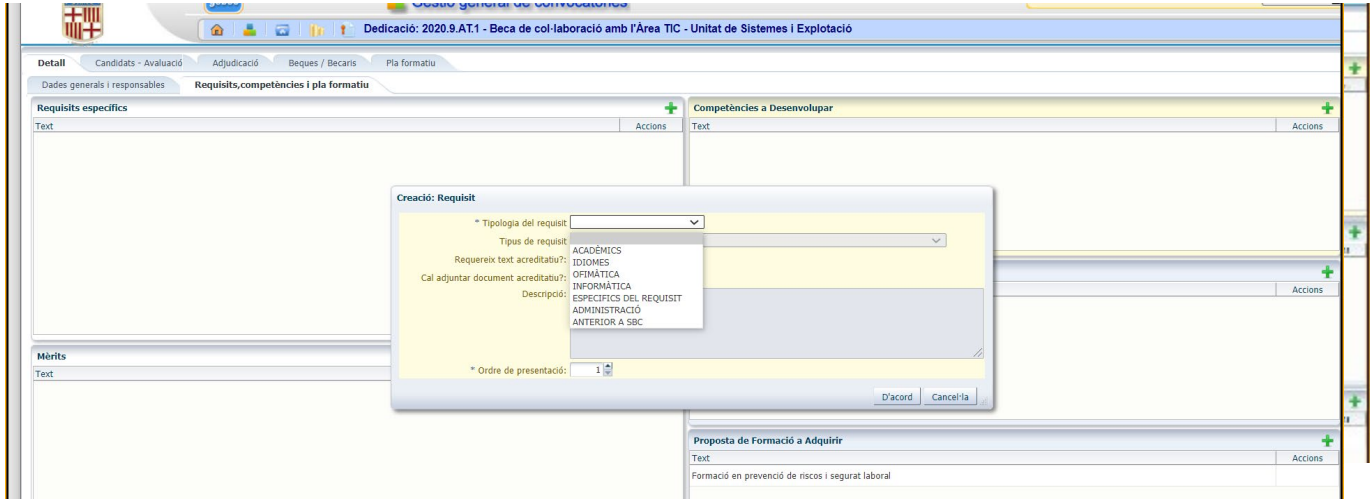 Gestió general de convocatòries
Dedicació: 2020.9.AT.1 - Beca de col·laboració amb l'Àrea TIC - Unitat de Sistemes i Explotació
Detall Candidats - Avaluació Adjudicació Beques / Becaris Pla formatiu
Dades generals i responsables Requisits,competències i pla formatiu
Requisits específics Competències a Desenvolupar
Text Accions Text Accions
Creació: Requisit
* Tipologia del requisit
Tipus de requisit
ACADÈMICS
Requereix text acreditatiu?: IDIOMES
OFIMÀTICA
Cal adjuntar document acreditatiu?:
INFORMÀTICA
Descripció: ESPECIFICS DEL REQUISIT
Accions
ADMINISTRACIÓ
ANTERIOR A SBC
Mèrits
Text
* Ordre de presentació: 1
D'acord Cancel·la
Proposta de Formació a Adquirir
Text Accions
Formació en prevenció de riscos i segurat laboral